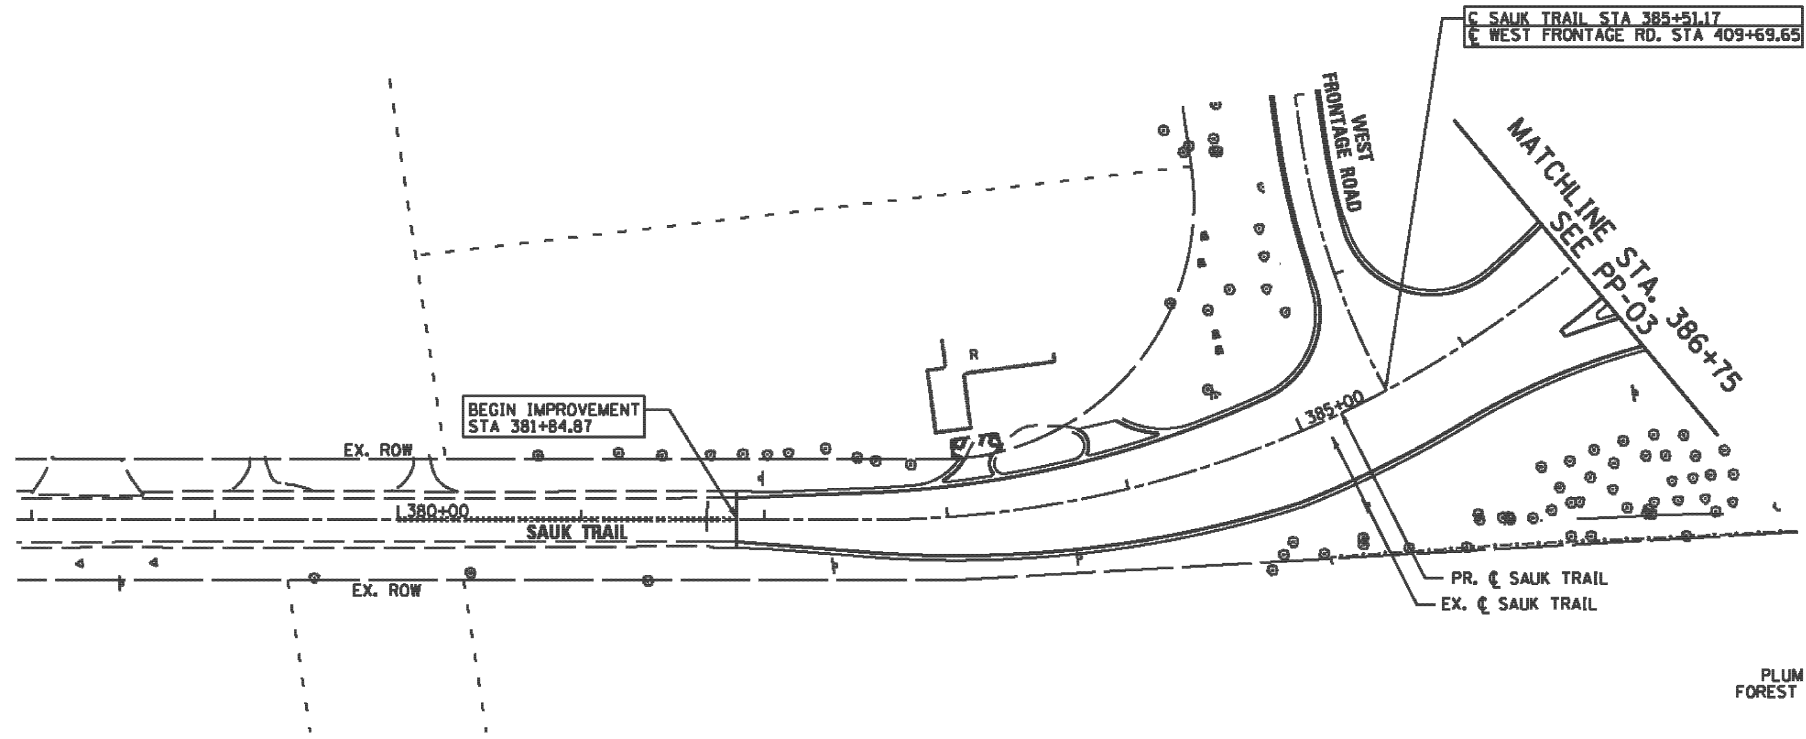 ℄ SAUK TRAIL STA 385+51.17
℄ WEST FRONTAGE RD. STA 409+69.65
WEST
FRONTAGE ROAD
MATCHLINE STA. 386+75
SEE PP-03
R
BEGIN IMPROVEMENT
STA 381+84.87
385+00
EX. ROW
380+00
SAUK TRAIL
EX. ROW
PR. ℄ SAUK TRAIL
EX. ℄ SAUK TRAIL
PLUM
FOREST